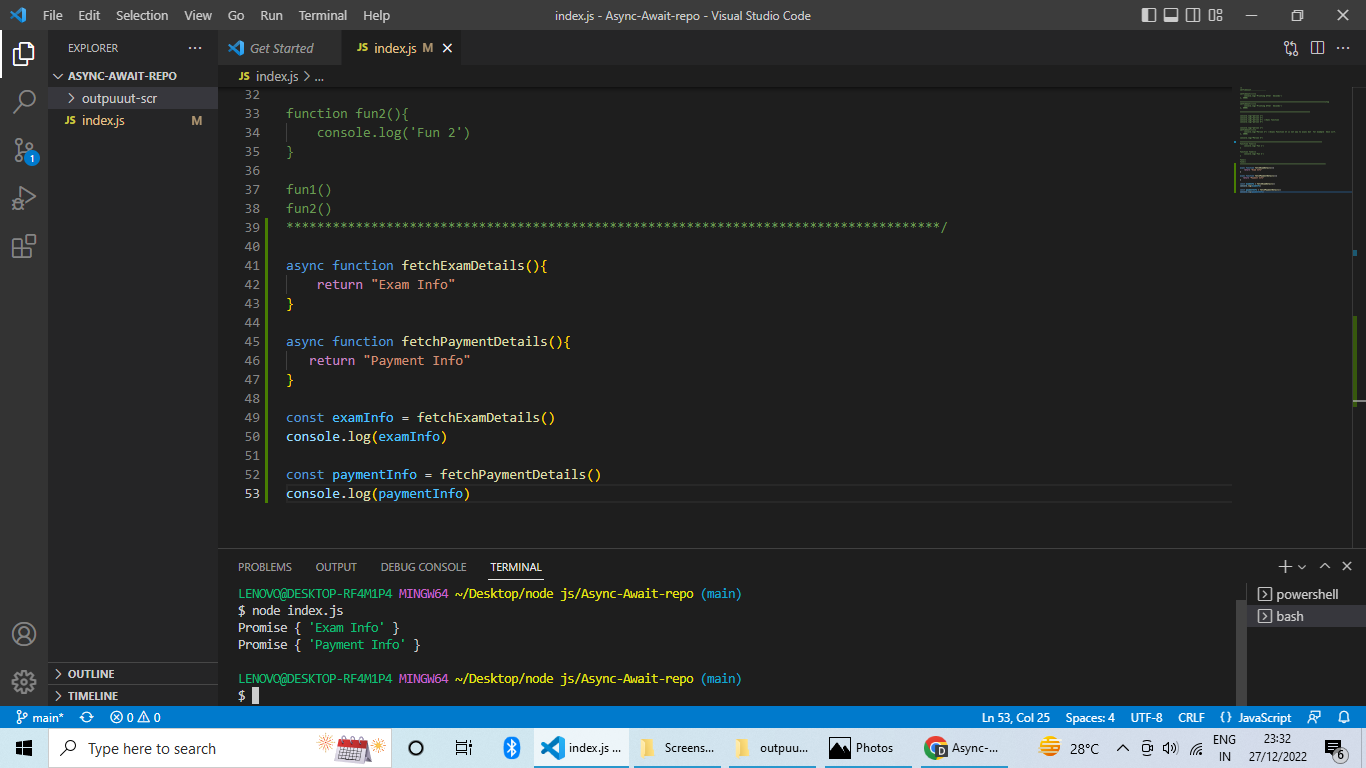 File Edit Selection View Go Run Terminal Help index.js - Async-Await-repo - Visual Studio Code
EXPLORER
ASYNC-AWAIT-REPO
outpuuut-scr
JS index.js M
Get Started JS index.js M
JS index.js > ...
32
33 function fun2(){
34 console.log('Fun 2')
35 }
36
37 fun1()
38 fun2()
39 *************************************************************************************/
40
41 async function fetchExamDetails(){
42 return "Exam Info"
43 }
44
45 async function fetchPaymentDetails(){
46 return "Payment Info"
47 }
48
49 const examInfo = fetchExamDetails()
50 console.log(examInfo)
51
52 const paymentInfo = fetchPaymentDetails()
53 console.log(paymentInfo)
PROBLEMS OUTPUT DEBUG CONSOLE TERMINAL
LENOVO@DESKTOP-RF4M1P4 MINGW64 ~/Desktop/node js/Async-Await-repo (main)
$ node index.js
Promise { 'Exam Info' }
Promise { 'Payment Info' }
LENOVO@DESKTOP-RF4M1P4 MINGW64 ~/Desktop/node js/Async-Await-repo (main)
$
powershell
bash
1
OUTLINE
TIMELINE
main* 0 0 Ln 53, Col 25 Spaces: 4 UTF-8 CRLF {} JavaScript
Type here to search index.js ... Screens... outpuu... Photos Async-... 28°C ENG IN 23:32 27/12/2022 6